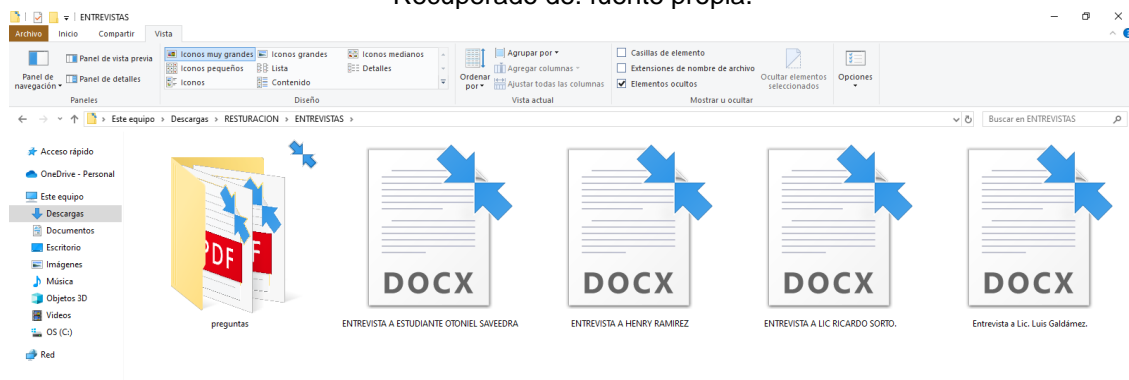 Recuperado de: fuente propia.
ENTREVISTAS
Archivo Inicio Compartir Vista
Panel de navegación
Panel de vista previa
Panel de detalles
Paneles
Iconos muy grandes Iconos grandes Iconos medianos
Iconos pequeños Lista Detalles
Iconos Contenido
Diseño
Ordenar por
Agrupar por
Agregar columnas
Ajustar todas las columnas
Vista actual
Casillas de elemento
Extensiones de nombre de archivo
Elementos ocultos
Ocultar elementos seleccionados
Mostrar u ocultar
Opciones
Este equipo > Descargas > RESTURACION > ENTREVISTAS >
Buscar en ENTREVISTAS
Acceso rápido
OneDrive - Personal
Este equipo
Descargas
Documentos
Escritorio
Imágenes
Música
Objetos 3D
Videos
OS (C:)
Red
PDF
DOCX DOCX DOCX DOCX
preguntas
ENTREVISTA A ESTUDIANTE OTONIEL SAVEEDRA
ENTREVISTA A HENRY RAMIREZ
ENTREVISTA A LIC RICARDO SORTO.
Entrevista a Lic. Luis Galdámez.